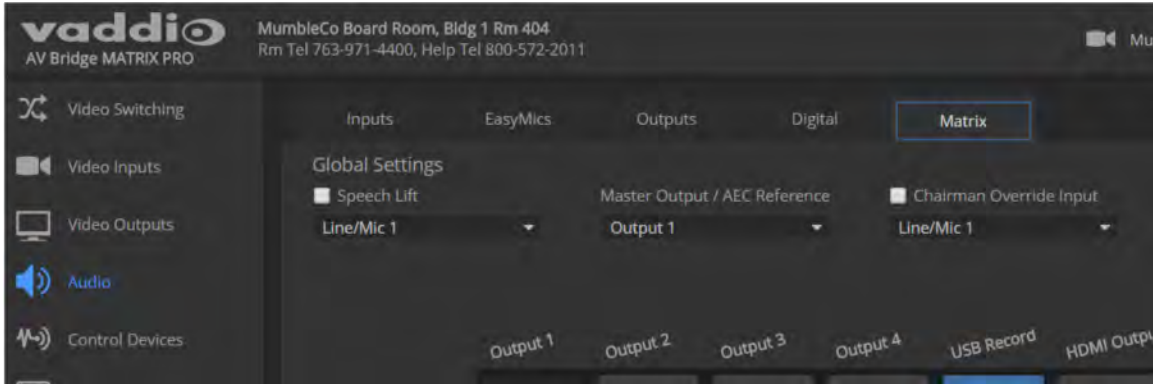 vaddio
AV Bridge MATRIX PRO
MumbleCo Board Room, Bldg 1 Rm 404
Rm Tel 763-971-4400, Help Tel 800-572-2011
Mu
Video Switching
Video Inputs
Video Outputs
Audio
Control Devices
Inputs EasyMics Outputs Digital Matrix
Global Settings
Speech Lift Master Output / AEC Reference Chairman Override Input
Line/Mic 1 Output 1 Line/Mic 1
Output 1 Output 2 Output 3 Output 4 USB Record HDMI Outpu